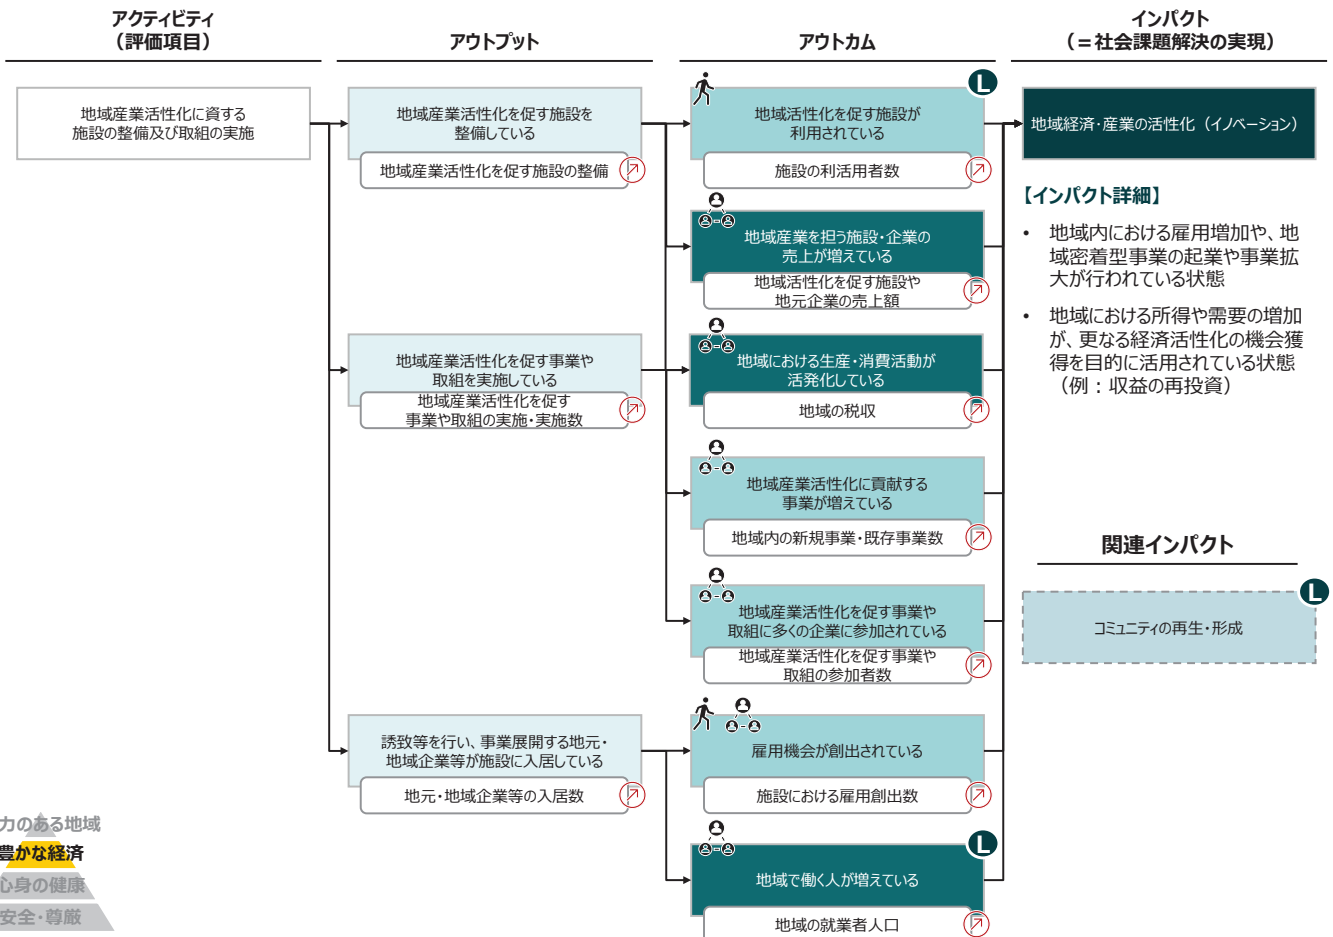 アクティビティ
（評価項目）
アウトプット
アウトカム
インパクト
（＝社会課題解決の実現）
地域産業活性化に資する
施設の整備及び取組の実施
地域産業活性化を促す施設を
整備している
地域産業活性化を促す施設の整備
地域産業活性化を促す事業や
取組を実施している
地域産業活性化を促す
事業や取組の実施・実施数
誘致等を行い、事業展開する地元・
地域企業等が施設に入居している
地元・地域企業等の入居数
L
地域活性化を促す施設が
利用されている
施設の利活用者数
地域産業を担う施設・企業の
売上が増えている
地域活性化を促す施設や
地元企業の売上額
地域における生産・消費活動が
活発化している
地域の税収
地域産業活性化に貢献する
事業が増えている
地域内の新規事業・既存事業数
地域産業活性化を促す事業や
取組に多くの企業に参加されている
地域産業活性化を促す事業や
取組の参加者数
雇用機会が創出されている
施設における雇用創出数
L
地域で働く人が増えている
地域の就業者人口
地域経済・産業の活性化（イノベーション）
【インパクト詳細】
• 地域内における雇用増加や、地
域密着型事業の起業や事業拡
大が行われている状態
• 地域における所得や需要の増加
が、更なる経済活性化の機会獲
得を目的に活用されている状態
（例：収益の再投資）
関連インパクト
L
コミュニティの再生・形成
力のある地域
豊かな経済
心身の健康
安全・尊厳